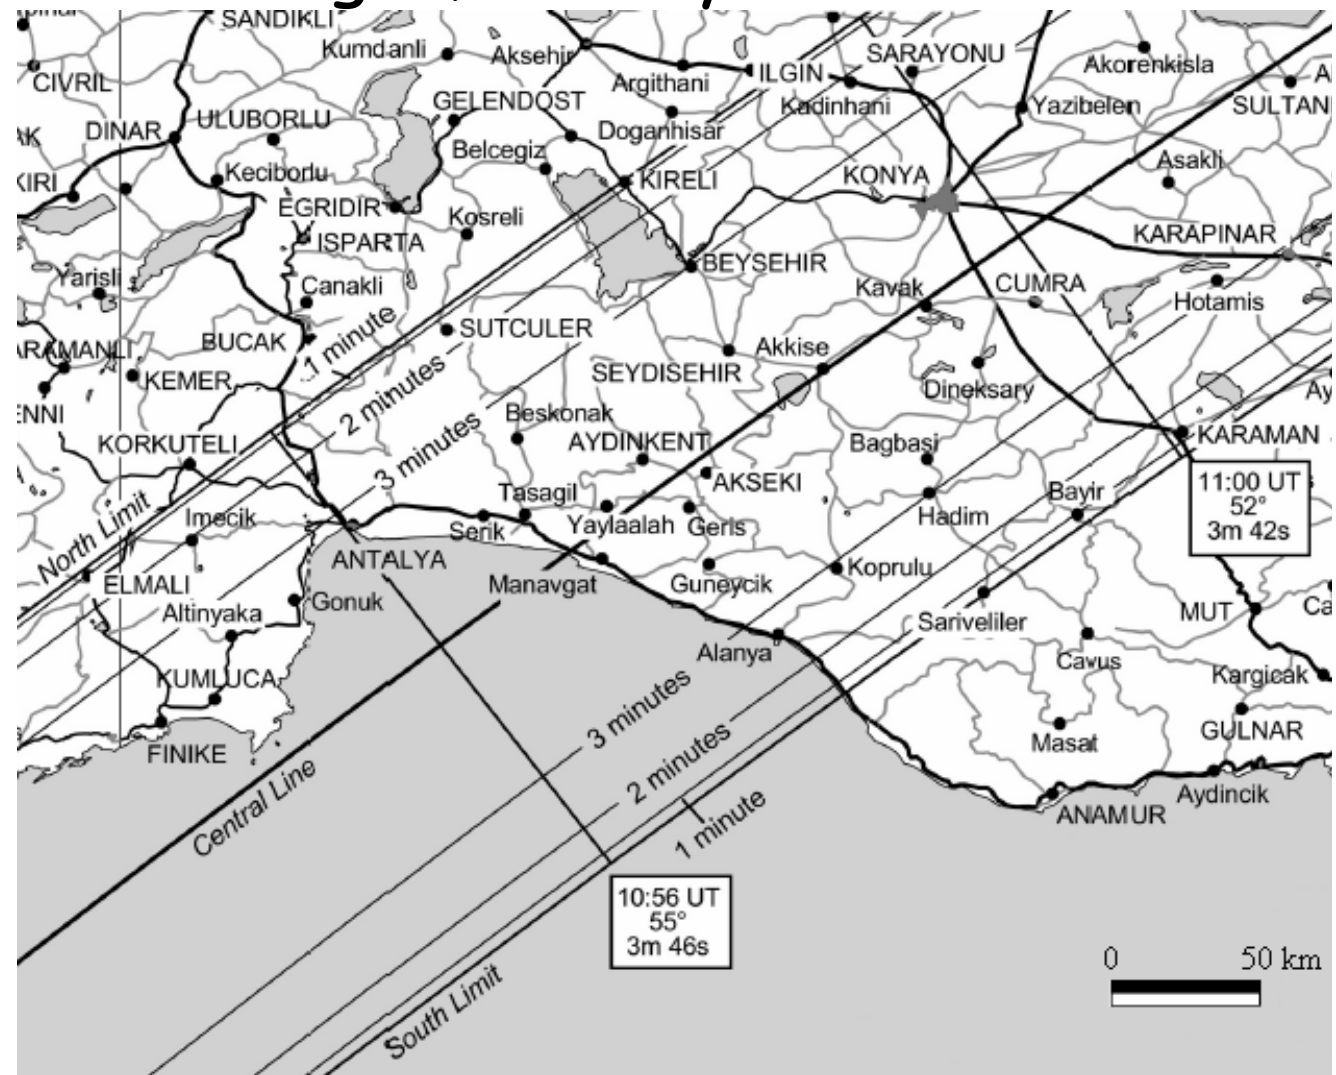 SANDIKLI
Kumdanli
Aksehir
SARAYONU
Akorenkisla
CIVRIL
Argithani
ILGIN
Kadinhani
Yazibelen
GELENDOST
DINAR
ULUBORLU
Doganhisar
Belcegiz
Asakli
Keciborlu
KIRELI
KONYA
EGRIDIR
Kosreli
ISPARTA
KARAPINAR
BEYSEHIR
Yarisli
Canakli
Kavak
CUMRA
Hotamis
1 minute
SUTCULER
BUCAK
Akkise
KEMER
2 minutes
SEYDISEHIR
Dineksary
Beskonak
3 minutes
AYDINKENT
Bagbasi
KARAMAN
KORKUTELI
AKSEKI
11:00 UT
52°
3m 42s
Tasagil
Bayir
Imecik
Serik
Yaylaalah
Geris
Hadim
North Limit
ANTALYA
ELMALI
Manavgat
Guneycik
Koprulu
Altinyaka
Gonuk
Sariveliler
MUT
Alanya
Cavus
KUMLUCA
Kargicak
3 minutes
FINIKE
Masat
GULNAR
2 minutes
Central Line
1 minute
ANAMUR
Aydincik
10:56 UT
55°
3m 46s
0 50 km
South Limit